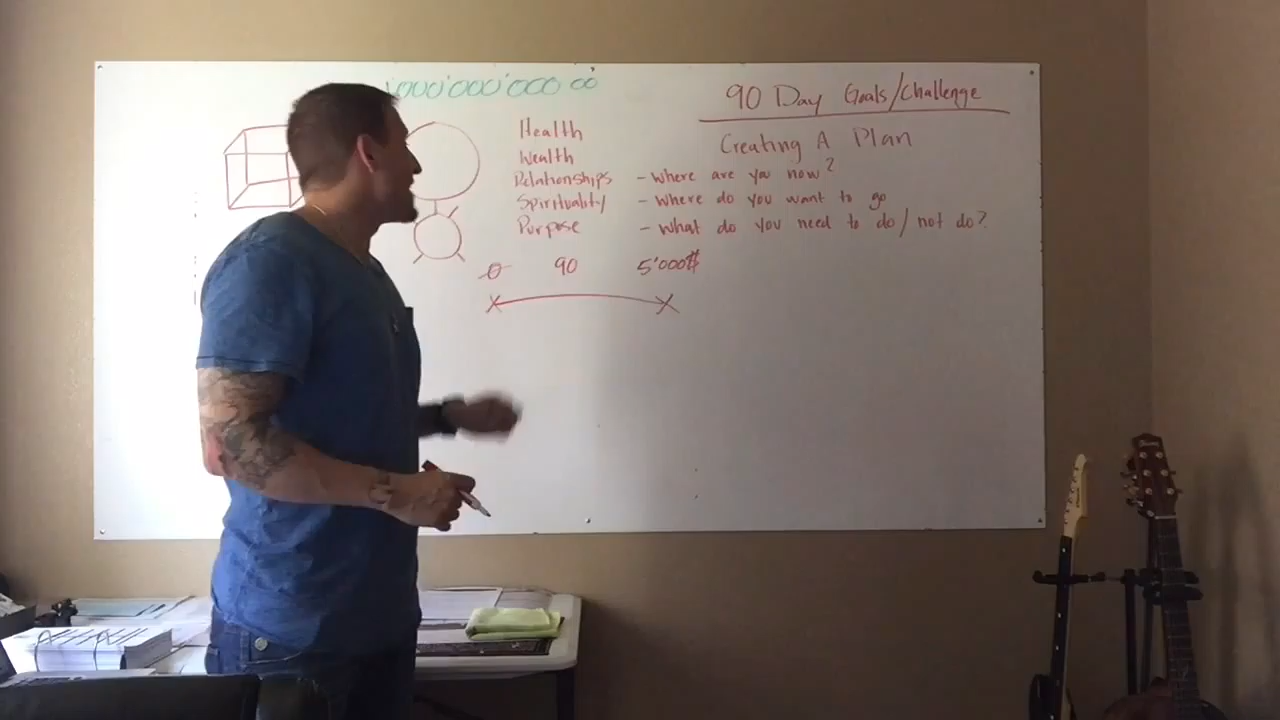 000'000'000 00
90 Day Goals/Challenge
Creating A Plan
Health
Wealth
Relationships - where are you now?
Spirituality - where do you want to go
Purpose - what do you need to do / not do?
0 90 5'000$